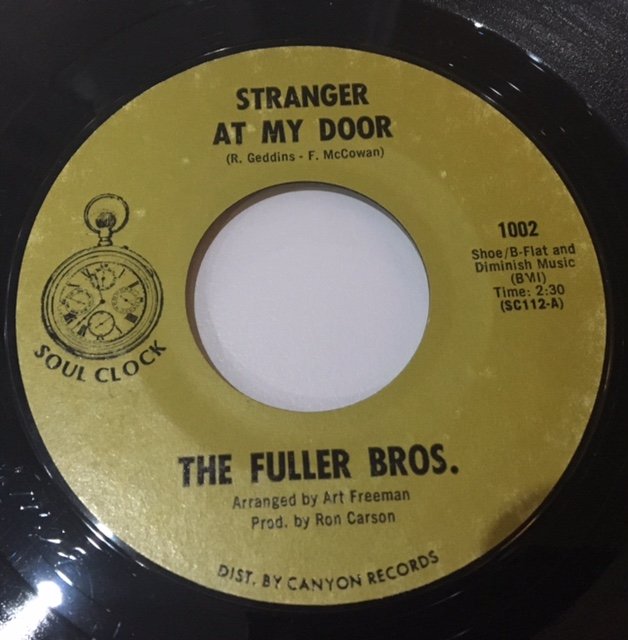 STRANGER
AT MY DOOR
(R. Geddins - F. McCowan)
1002
Shoe/B-Flat and
Diminish Music
(BMI)
Time: 2:30
(SC112-A)
SOUL CLOCK
THE FULLER BROS.
Arranged by Art Freeman
Prod. by Ron Carson
DIST. BY CANYON RECORDS